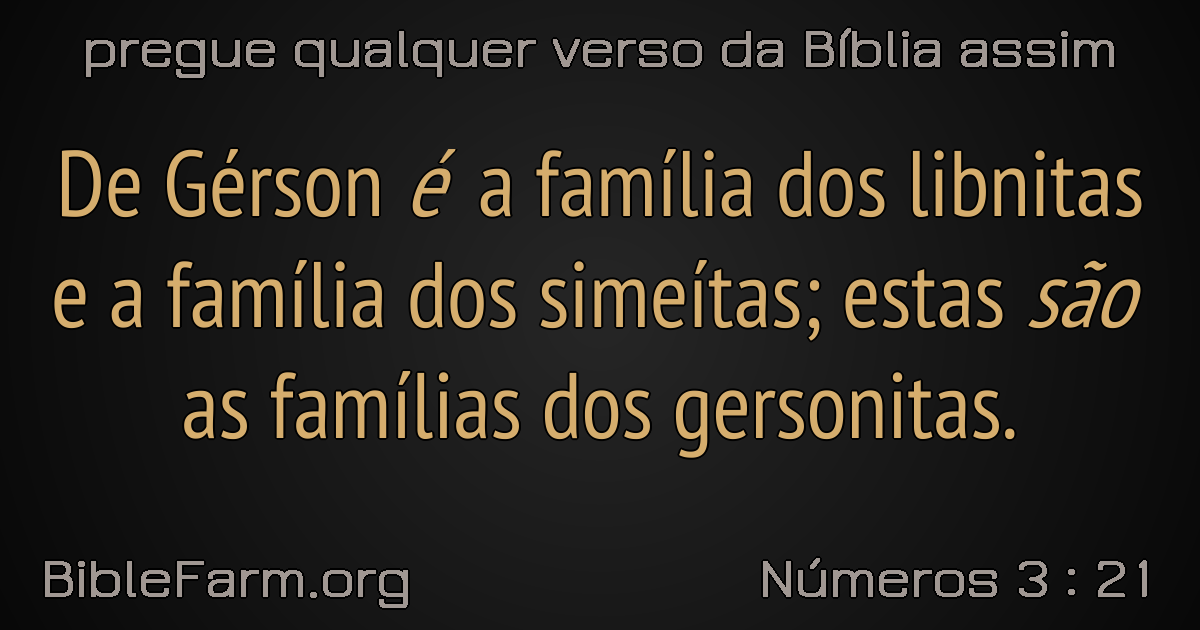 pregue qualquer verso da Bíblia assim
De Gérson é a família dos libnitas
e a família dos simeítas; estas são
as famílias dos gersonitas.
BibleFarm.org
Números 3 : 21